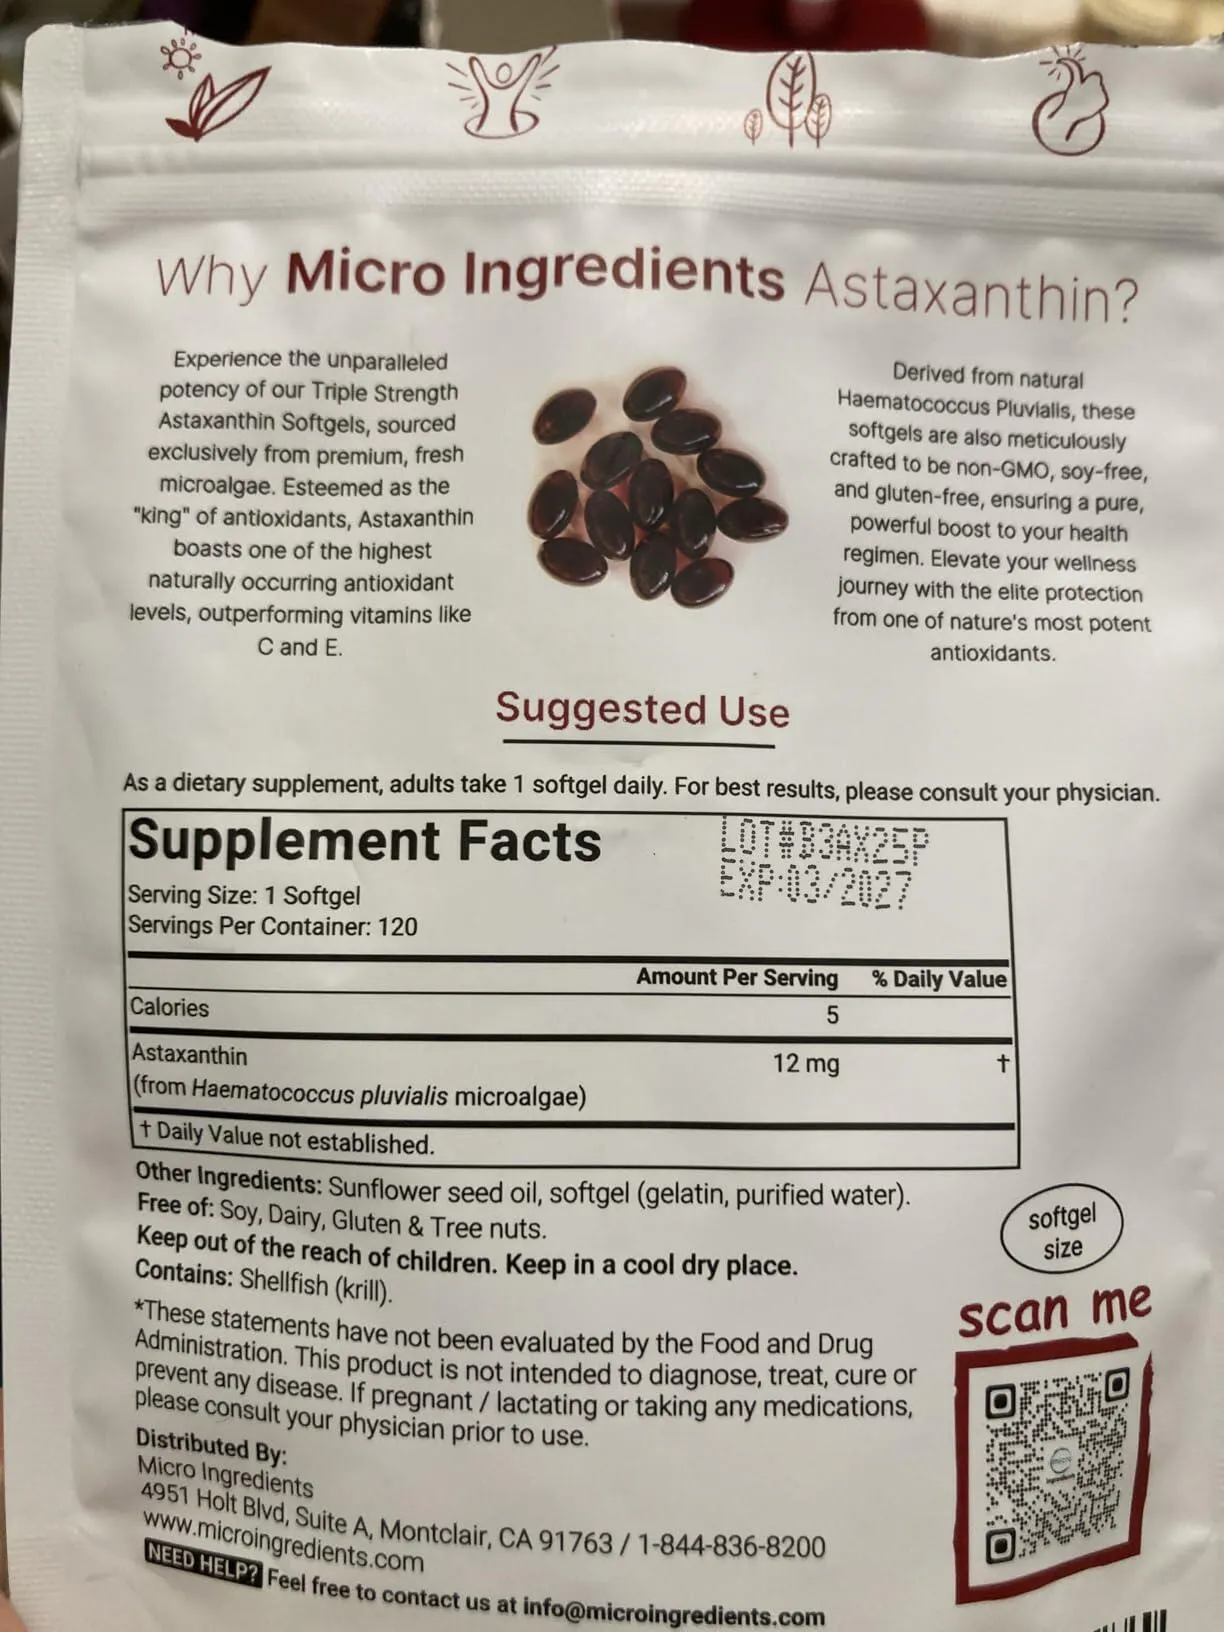 Why Micro Ingredients Astaxanthin?
Experience the unparalleled
potency of our Triple Strength
Astaxanthin Softgels, sourced
exclusively from premium, fresh
microalgae. Esteemed as the
"king" of antioxidants, Astaxanthin
boasts one of the highest
naturally occurring antioxidant
levels, outperforming vitamins like
C and E.
Derived from natural
Haematococcus Pluvialis, these
softgels are also meticulously
crafted to be non-GMO, soy-free,
and gluten-free, ensuring a pure,
powerful boost to your health
regimen. Elevate your wellness
journey with the elite protection
from one of nature's most potent
antioxidants.
Suggested Use
As a dietary supplement, adults take 1 softgel daily. For best results, please consult your physician.
Supplement Facts
LOT#B3AX25P
EXP:03/2027
Serving Size: 1 Softgel
Servings Per Container: 120
Amount Per Serving % Daily Value
Calories 5
Astaxanthin 12 mg †
(from Haematococcus pluvialis microalgae)
† Daily Value not established.
Other Ingredients: Sunflower seed oil, softgel (gelatin, purified water).
Free of: Soy, Dairy, Gluten & Tree nuts.
Keep out of the reach of children. Keep in a cool dry place.
Contains: Shellfish (krill).
*These statements have not been evaluated by the Food and Drug
Administration. This product is not intended to diagnose, treat, cure or
prevent any disease. If pregnant / lactating or taking any medications,
please consult your physician prior to use.
Distributed By:
Micro Ingredients
4951 Holt Blvd, Suite A, Montclair, CA 91763 / 1-844-836-8200
www.microingredients.com
NEED HELP? Feel free to contact us at info@microingredients.com
softgel
size
scan me